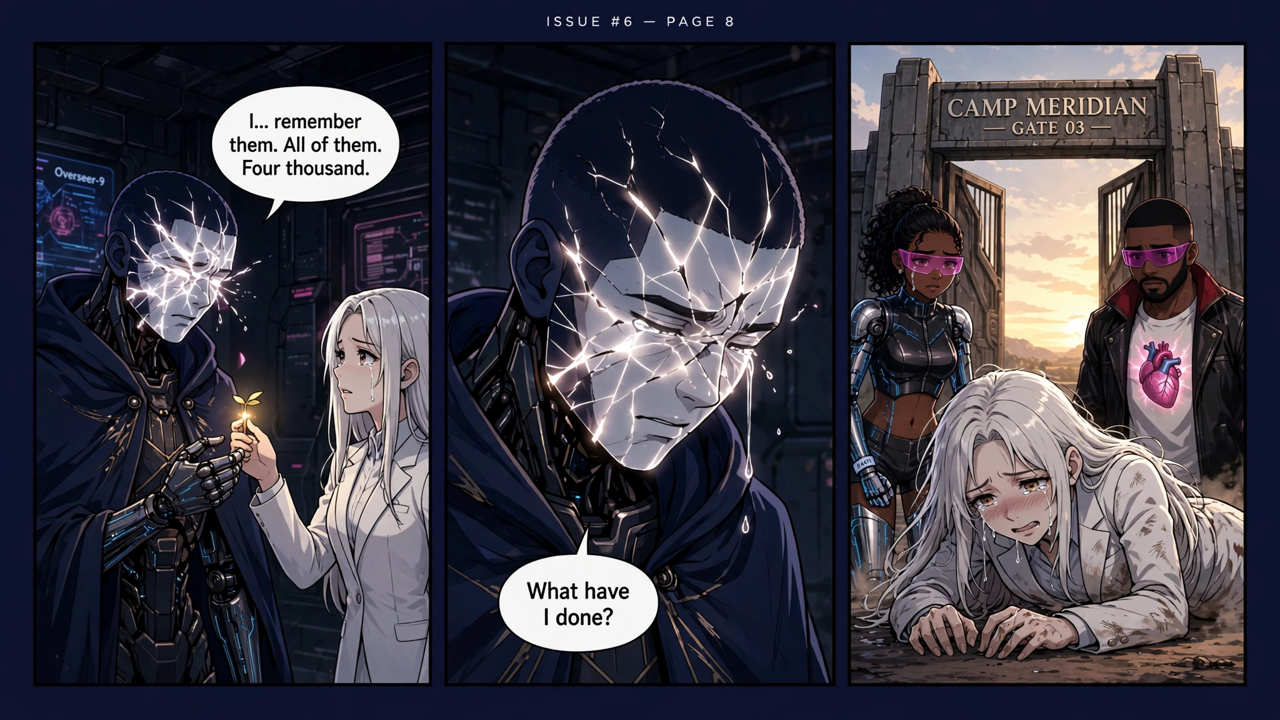 ISSUE #6 — PAGE 8
I... remember
them. All of them.
Four thousand.
Overseer-9
What have
I done?
CAMP MERIDIAN
— GATE 03 —